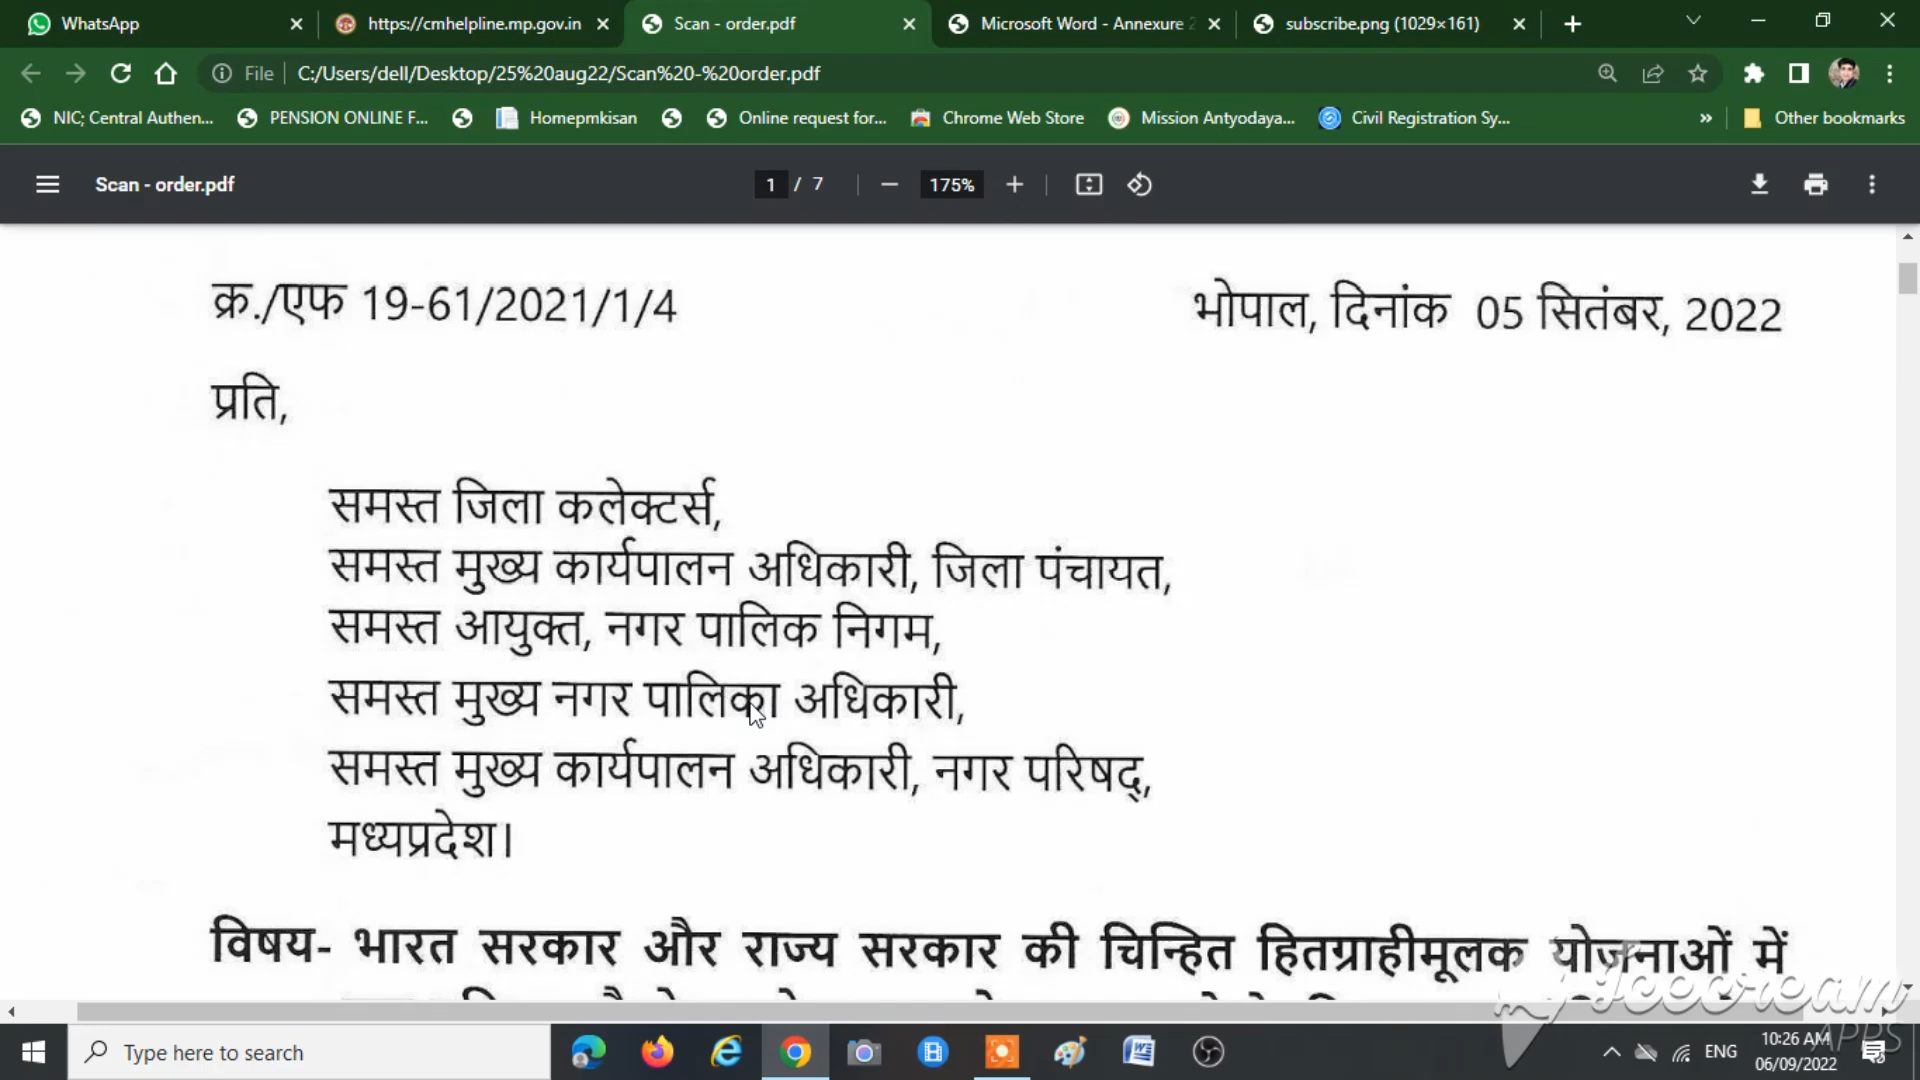 WhatsApp
https://cmhelpline.mp.gov.in
Scan - order.pdf
Microsoft Word - Annexure 2
subscribe.png (1029×161)
File
C:/Users/dell/Desktop/25%20aug22/Scan%20-%20order.pdf
NIC; Central Authen...
PENSION ONLINE F...
Homepmkisan
Online request for...
Chrome Web Store
Mission Antyodaya...
Civil Registration Sy...
»
Other bookmarks
Scan - order.pdf
1 / 7
175%
क्र./एफ 19-61/2021/1/4
भोपाल, दिनांक 05 सितंबर, 2022
प्रति,
समस्त जिला कलेक्टर्स,
समस्त मुख्य कार्यपालन अधिकारी, जिला पंचायत,
समस्त आयुक्त, नगर पालिक निगम,
समस्त मुख्य नगर पालिका अधिकारी,
समस्त मुख्य कार्यपालन अधिकारी, नगर परिषद्,
मध्यप्रदेश।
विषय- भारत सरकार और राज्य सरकार की चिन्हित हितग्राहीमूलक योजनाओं में
Icecream
APPS
Type here to search
ENG
10:26 AM
06/09/2022